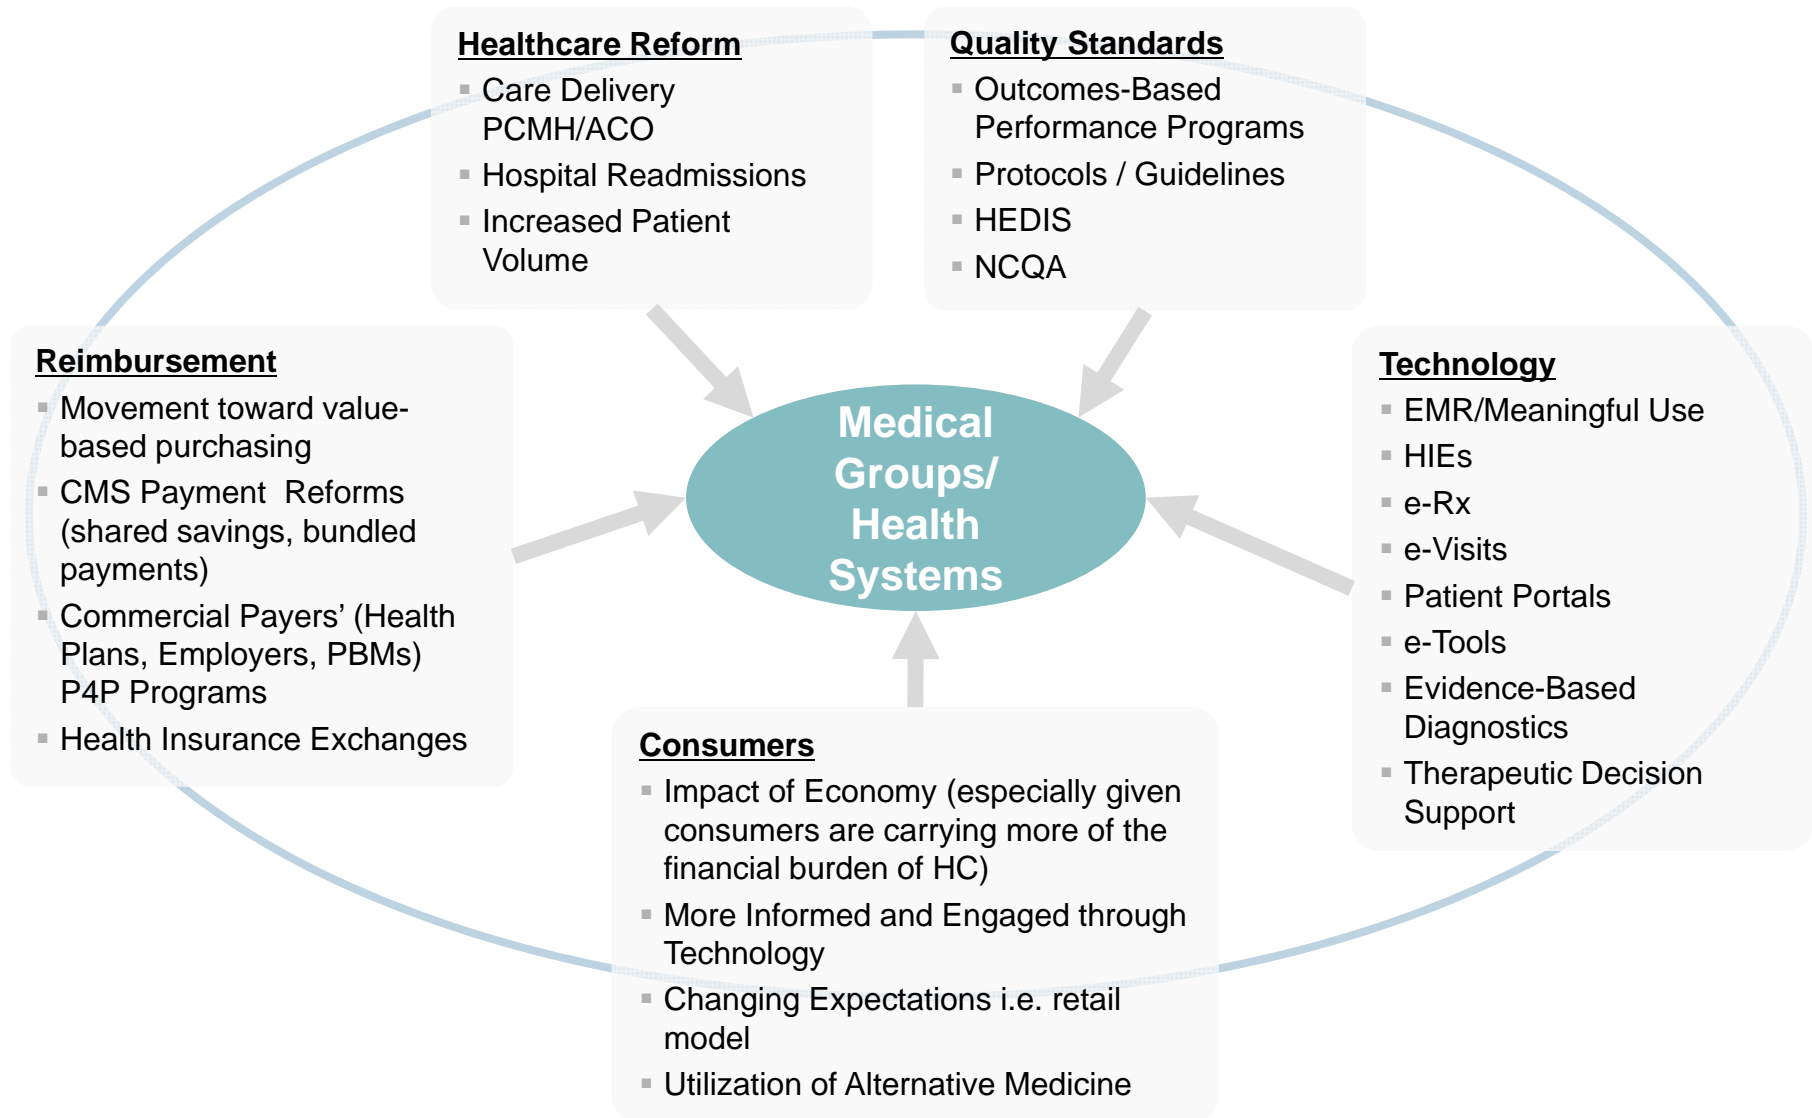 Healthcare Reform
▪ Care Delivery
PCMH/ACO
▪ Hospital Readmissions
▪ Increased Patient
Volume
Quality Standards
▪ Outcomes-Based
Performance Programs
▪ Protocols / Guidelines
▪ HEDIS
▪ NCQA
Reimbursement
▪ Movement toward value-
based purchasing
▪ CMS Payment  Reforms
(shared savings, bundled
payments)
▪ Commercial Payers’ (Health
Plans, Employers, PBMs)
P4P Programs
▪ Health Insurance Exchanges
Medical
Groups/
Health
Systems
Technology
▪ EMR/Meaningful Use
▪ HIEs
▪ e-Rx
▪ e-Visits
▪ Patient Portals
▪ e-Tools
▪ Evidence-Based
Diagnostics
▪ Therapeutic Decision
Support
Consumers
▪ Impact of Economy (especially given
consumers are carrying more of the
financial burden of HC)
▪ More Informed and Engaged through
Technology
▪ Changing Expectations i.e. retail
model
▪ Utilization of Alternative Medicine